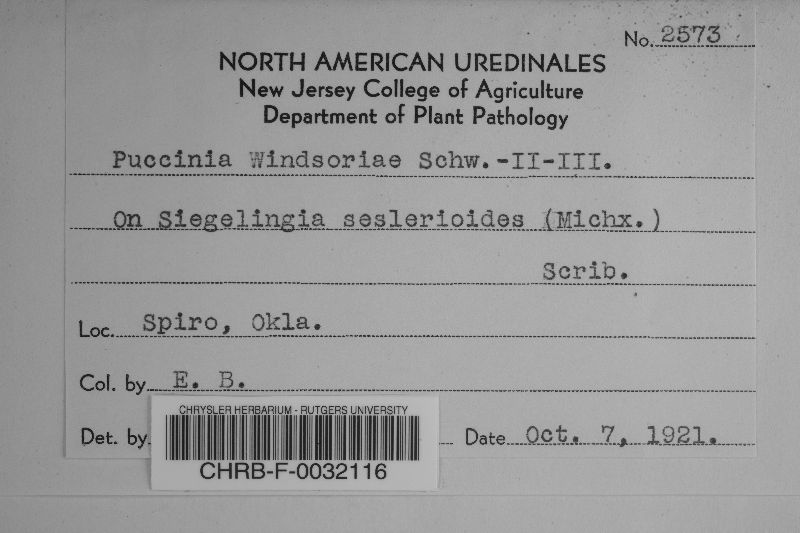 No. 2573
NORTH AMERICAN UREDINALES
New Jersey College of Agriculture
Department of Plant Pathology
Puccinia Windsoriae Schw.-II-III.
On Siegelingia seslerioides (Michx.)
Scrib.
Loc. Spiro, Okla.
Col. by E. B.
Det. by Date Oct. 7, 1921.
CHRYSLER HERBARIUM - RUTGERS UNIVERSITY
CHRB-F-0032116